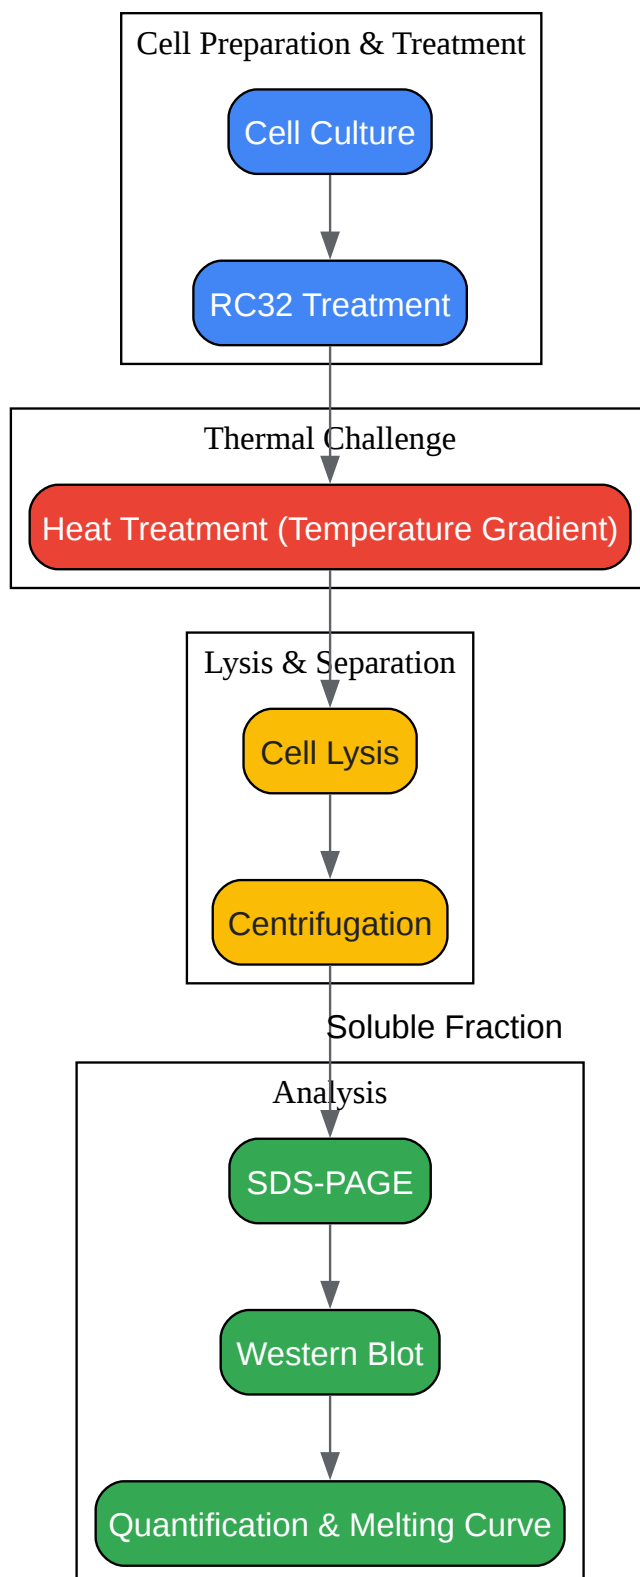 Cell Preparation & Treatment
Cell Culture
RC32 Treatment
Thermal Challenge
Heat Treatment (Temperature Gradient)
Lysis & Separation
Cell Lysis
Centrifugation
Soluble Fraction
Analysis
SDS-PAGE
Western Blot
Quantification & Melting Curve